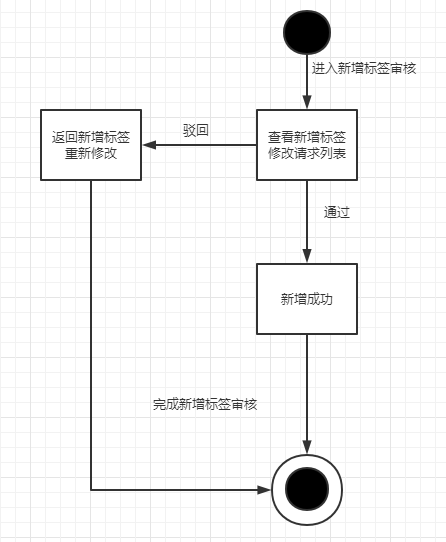 进入新增标签审核
返回新增标签
重新修改
驳回
查看新增标签
修改请求列表
通过
新增成功
完成新增标签审核